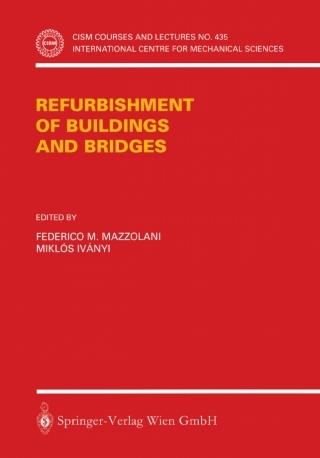 CISM
CISM COURSES AND LECTURES NO. 435
INTERNATIONAL CENTRE FOR MECHANICAL SCIENCES
REFURBISHMENT
OF BUILDINGS
AND BRIDGES
EDITED BY
FEDERICO M. MAZZOLANI
MIKLÓS IVÁNYI
Springer-Verlag Wien GmbH